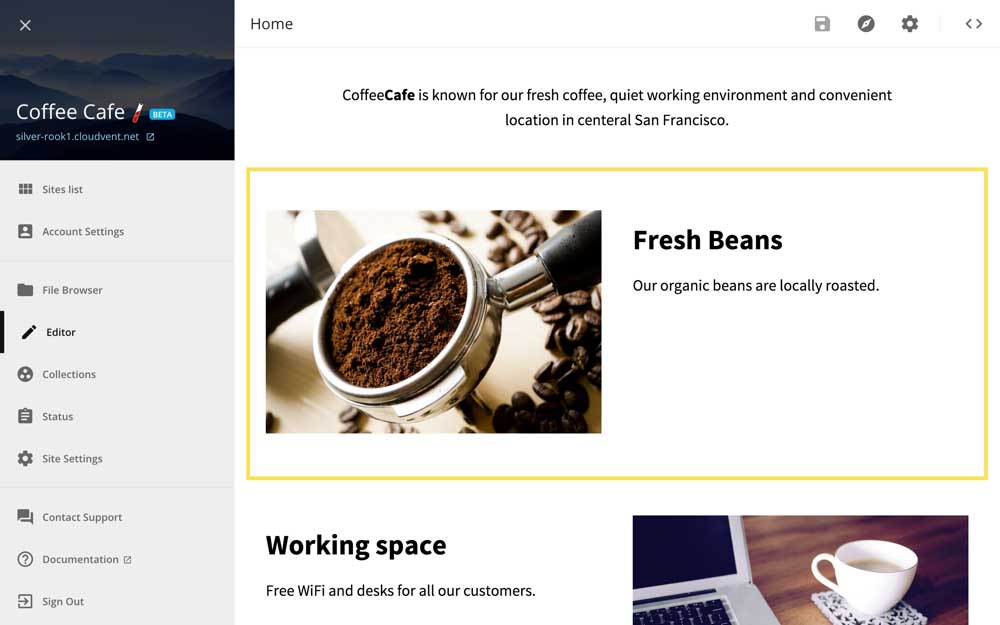 Home
Coffee Cafe BETA
silver-rook1.cloudvent.net
Sites list
Account Settings
File Browser
Editor
Collections
Status
Site Settings
Contact Support
Documentation
Sign Out
CoffeeCafe is known for our fresh coffee, quiet working environment and convenient
location in centeral San Francisco.
Fresh Beans
Our organic beans are locally roasted.
Working space
Free WiFi and desks for all our customers.